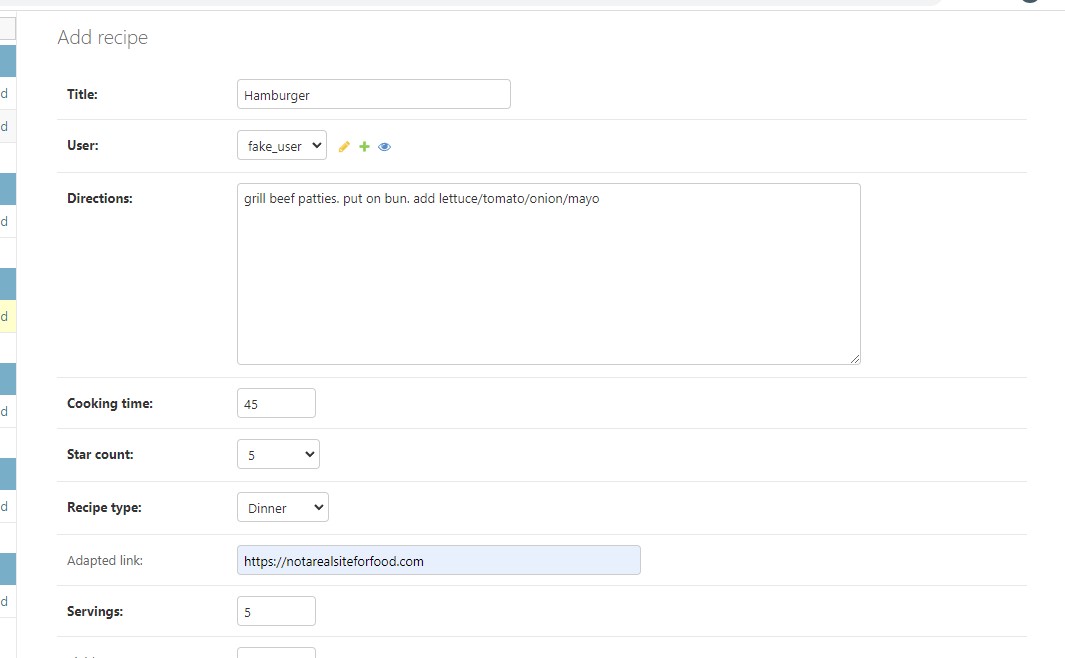 Add recipe
Title:
Hamburger
User:
fake_user
Directions:
grill beef patties. put on bun. add lettuce/tomato/onion/mayo
Cooking time:
45
Star count:
5
Recipe type:
Dinner
Adapted link:
https://notarealsiteforfood.com
Servings:
5
d
d
d
d
d
d
d